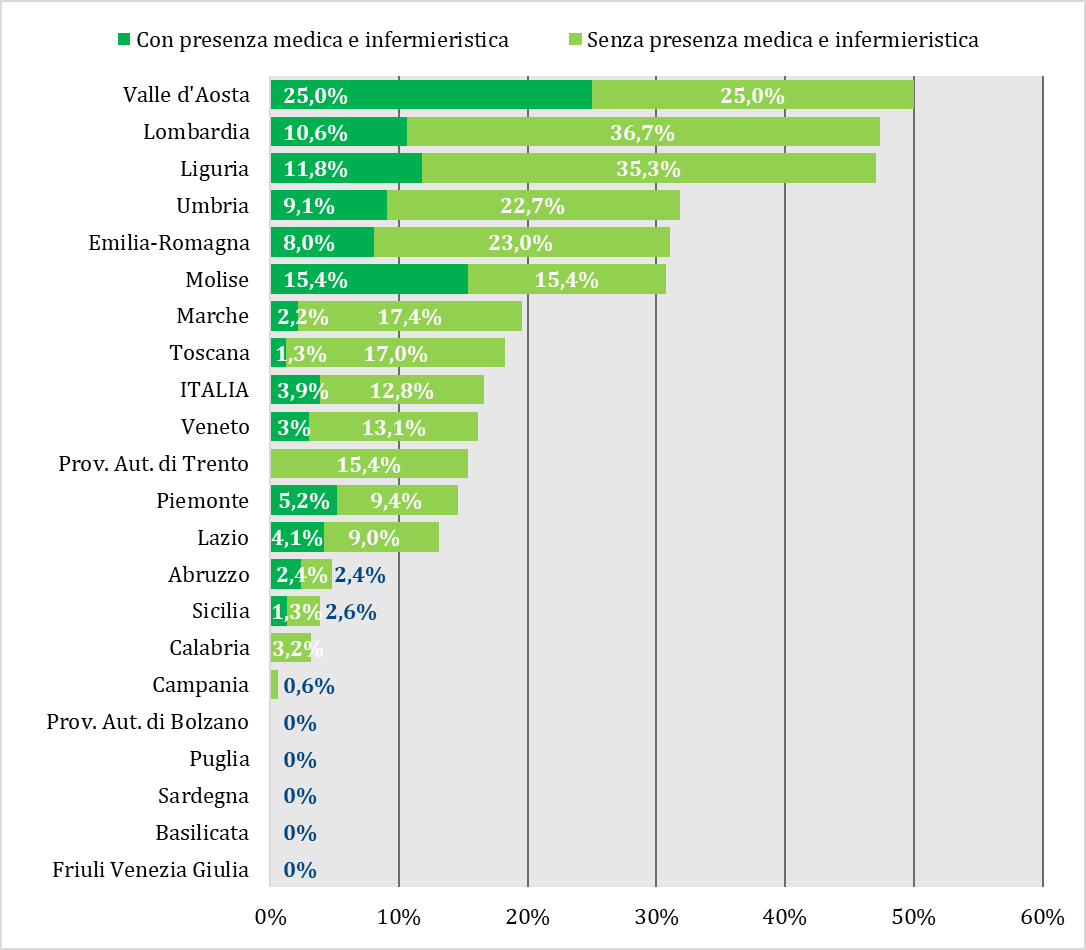 Con presenza medica e infermieristica Senza presenza medica e infermieristica
Valle d'Aosta 25,0% 25,0%
Lombardia 10,6% 36,7%
Liguria 11,8% 35,3%
Umbria 9,1% 22,7%
Emilia-Romagna 8,0% 23,0%
Molise 15,4% 15,4%
Marche 2,2% 17,4%
Toscana 1,3% 17,0%
ITALIA 3,9% 12,8%
Veneto 3% 13,1%
Prov. Aut. di Trento 15,4%
Piemonte 5,2% 9,4%
Lazio 4,1% 9,0%
Abruzzo 2,4% 2,4%
Sicilia 1,3% 2,6%
Calabria 3,2%
Campania 0,6%
Prov. Aut. di Bolzano 0%
Puglia 0%
Sardegna 0%
Basilicata 0%
Friuli Venezia Giulia 0%
0% 10% 20% 30% 40% 50% 60%